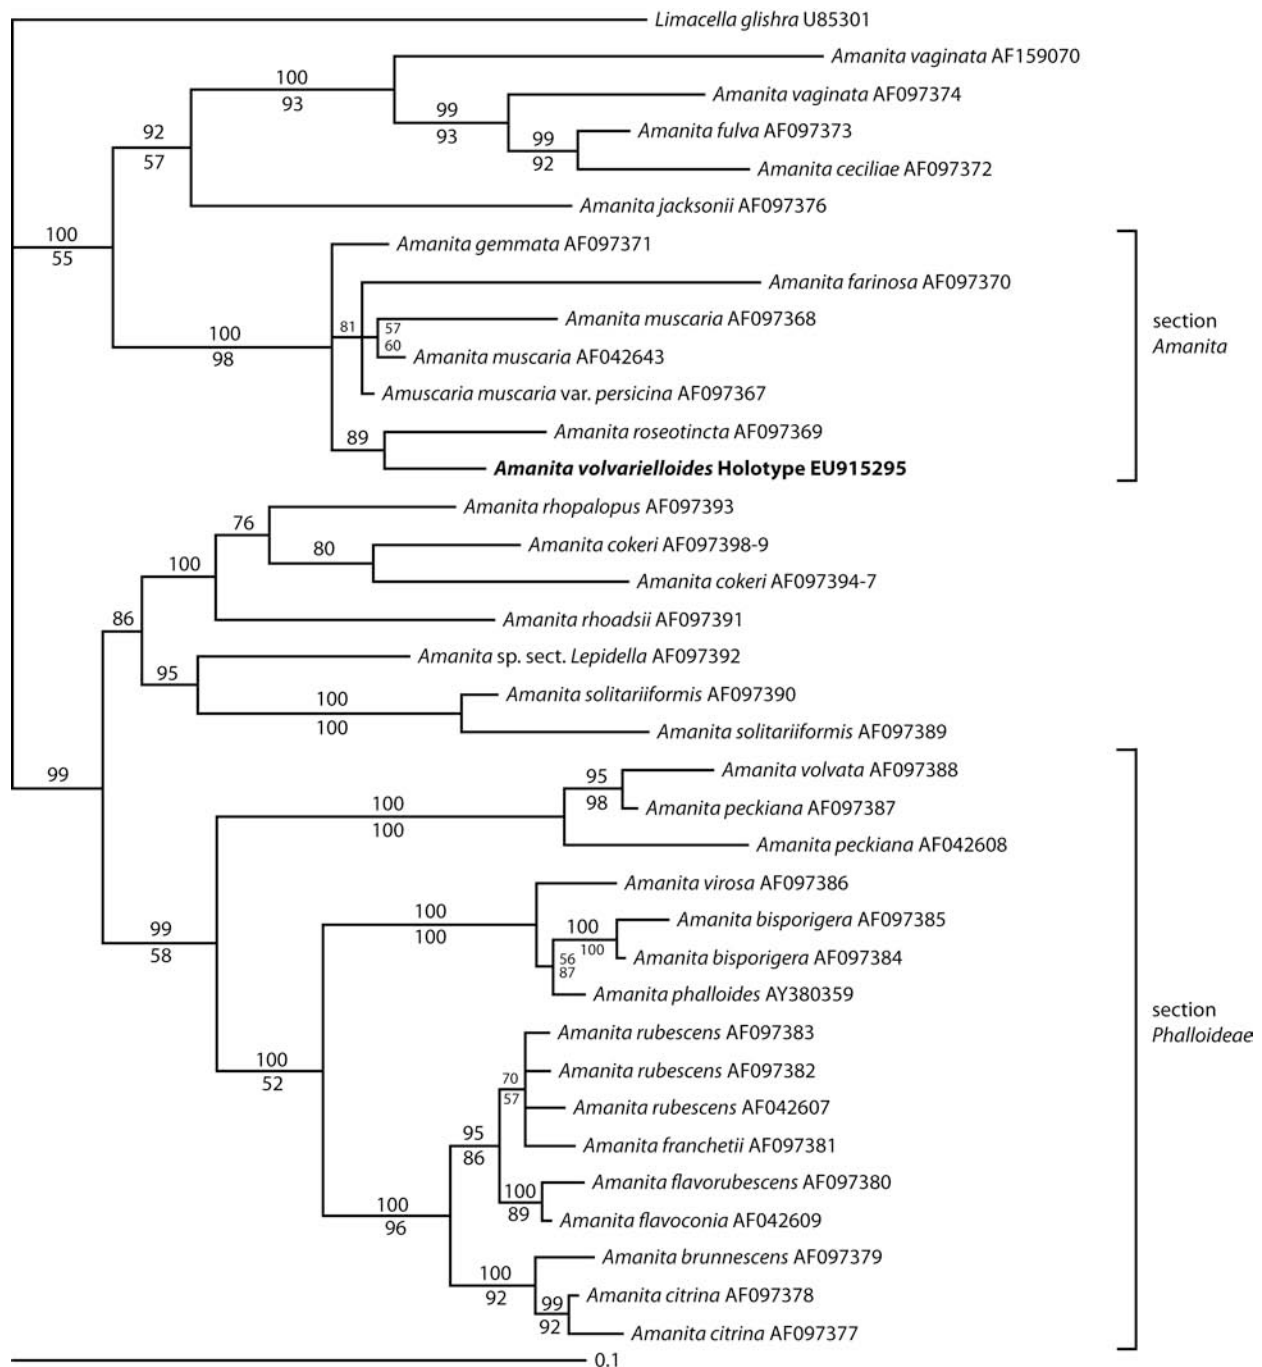 Limacella glishra U85301
Amanita vaginata AF159070
100
93
Amanita vaginata AF097374
99
93
Amanita fulva AF097373
99
92
Amanita ceciliae AF097372
92
57
Amanita jacksonii AF097376
100
55
Amanita gemmata AF097371
Amanita farinosa AF097370
81
57
60
Amanita muscaria AF097368
Amanita muscaria AF042643
100
98
Amuscaria muscaria var. persicina AF097367
Amanita roseotincta AF097369
89
Amanita volvarielloides Holotype EU915295
section
Amanita
Amanita rhopalopus AF097393
76
Amanita cokeri AF097398-9
80
Amanita cokeri AF097394-7
100
Amanita rhoadsii AF097391
86
Amanita sp. sect. Lepidella AF097392
95
Amanita solitariiformis AF097390
100
100
Amanita solitariiformis AF097389
99
Amanita volvata AF097388
95
98
Amanita peckiana AF097387
100
100
Amanita peckiana AF042608
Amanita virosa AF097386
100
100
Amanita bisporigera AF097385
100
100
Amanita bisporigera AF097384
56
87
Amanita phalloides AY380359
99
58
section
Phalloideae
Amanita rubescens AF097383
Amanita rubescens AF097382
70
57
Amanita rubescens AF042607
Amanita franchetii AF097381
100
52
95
86
Amanita flavorubescens AF097380
100
89
Amanita flavoconia AF042609
100
96
Amanita brunnescens AF097379
100
92
Amanita citrina AF097378
99
92
Amanita citrina AF097377
0.1